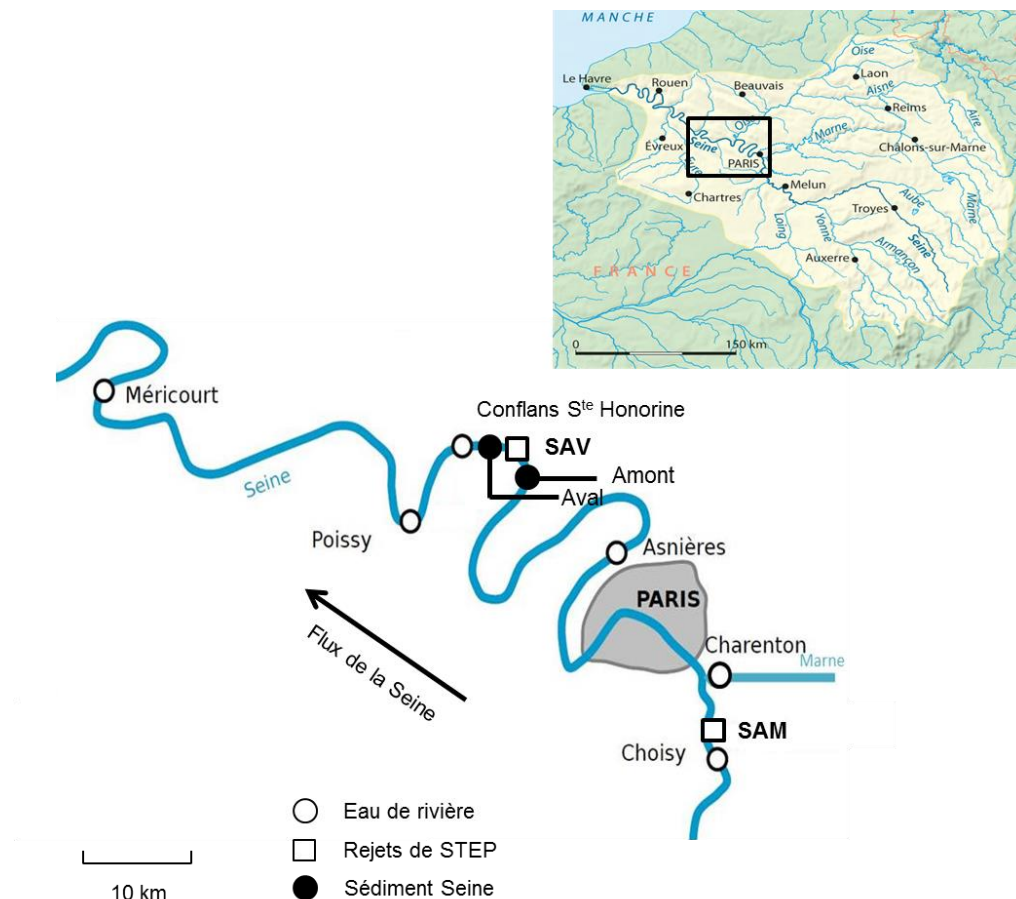 MANCHE
Oise
Le Havre
Rouen
Beauvais
Laon
Aisne
Reims
Aire
Évreux
Seine
Marne
Châlons-sur-Marne
PARIS
Eure
Chartres
Melun
Troyes
Aube
Marne
Loing
Yonne
Seine
Auxerre
Armançon
FRANCE
0
150 km
Méricourt
Conflans Ste Honorine
SAV
Amont
Aval
Seine
Poissy
Asnières
PARIS
Flux de la Seine
Charenton
Marne
SAM
Choisy
Eau de rivière
Rejets de STEP
Sédiment Seine
10 km